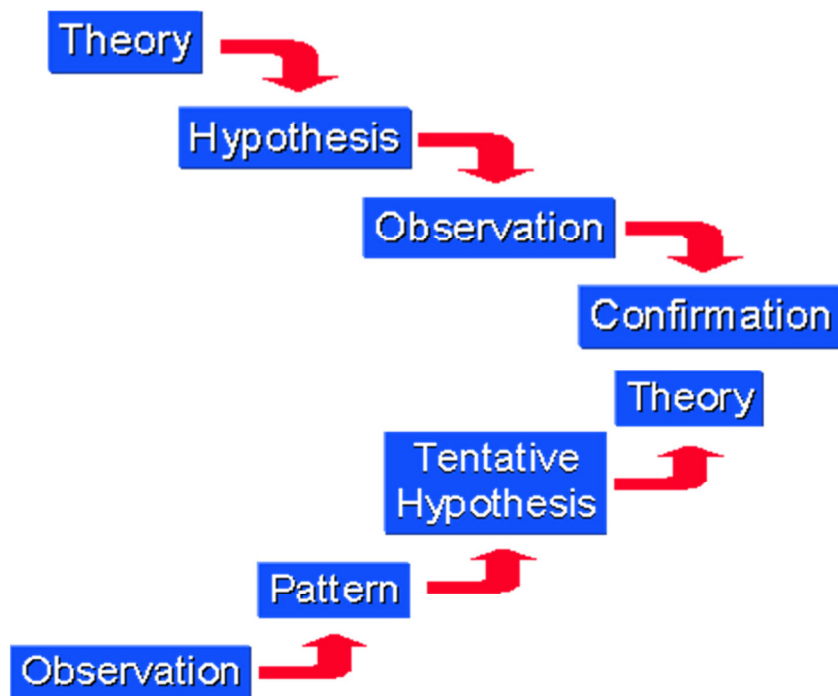 Theory
Hypothesis
Observation
Confirmation
Theory
Tentative
Hypothesis
Pattern
Observation